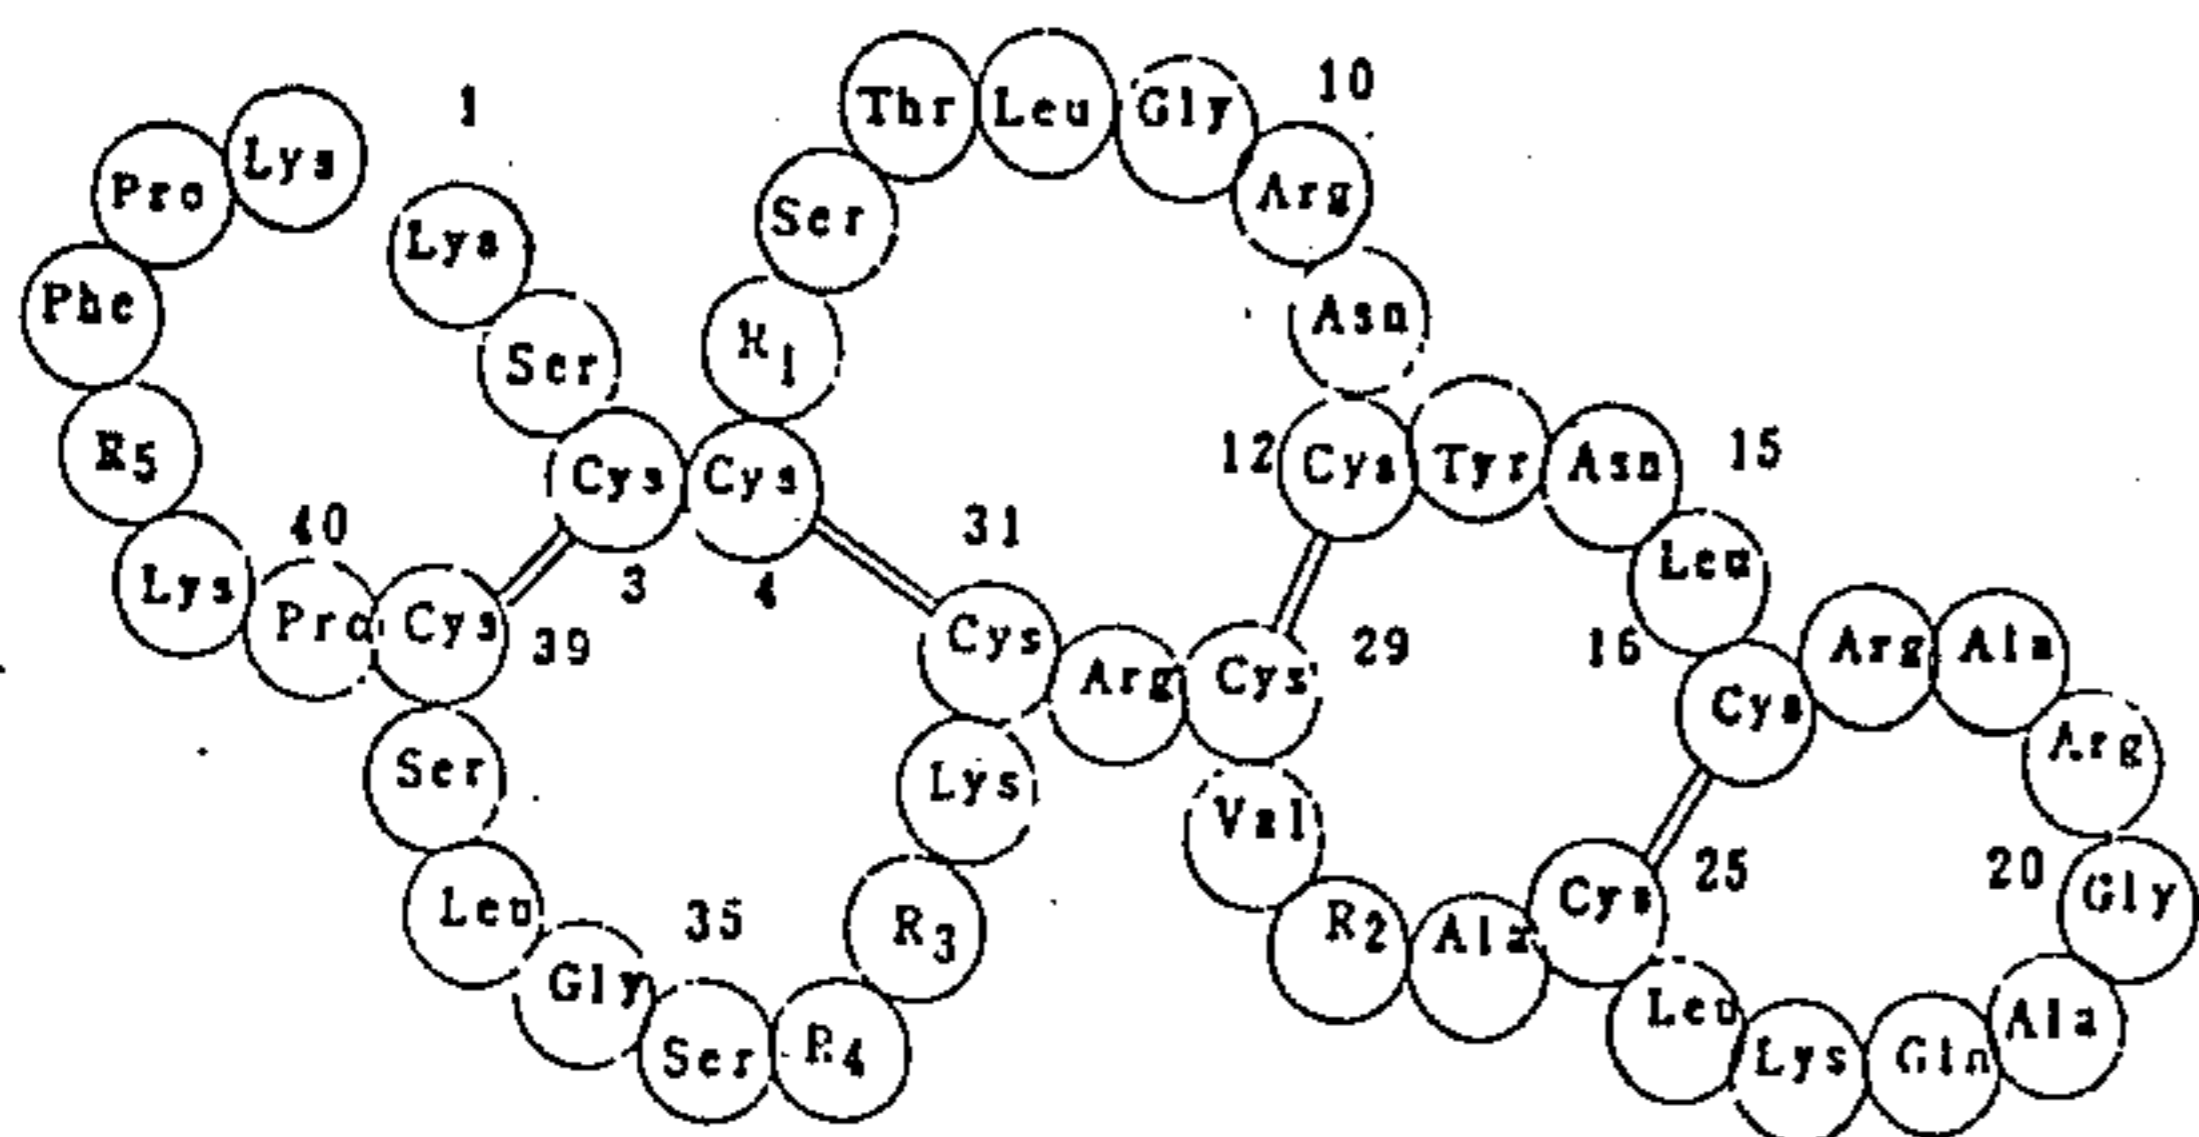 1
Lys
Ser
Cys
3
Cys
4
R1
Ser
Thr
Leu
Gly
10
Arg
Asn
12
Cys
Tyr
Asn
15
Leu
16
Cys
Arg
Ala
Arg
20
Gly
Ala
Gln
Lys
Leu
25
Cys
Ala
R2
Val
29
Cys
Arg
31
Cys
Lys
R3
R4
35
Ser
Gly
Leu
Ser
39
Cys
40
Pro
Lys
R5
Phe
Pro
Lys